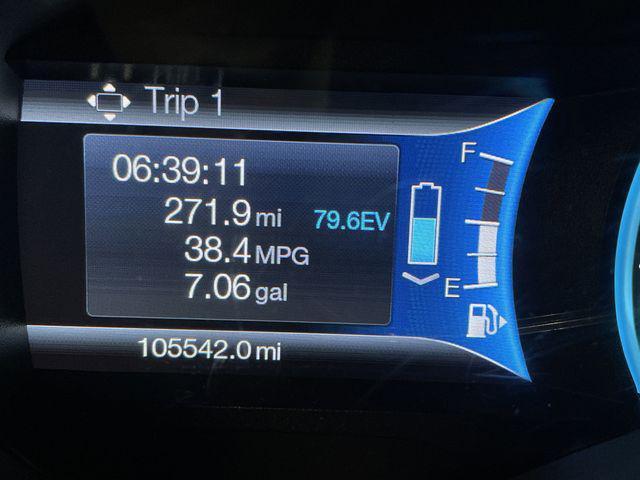 Trip 1
06:39:11
271.9 mi 79.6EV
38.4 MPG
7.06 gal
F
E
105542.0 mi